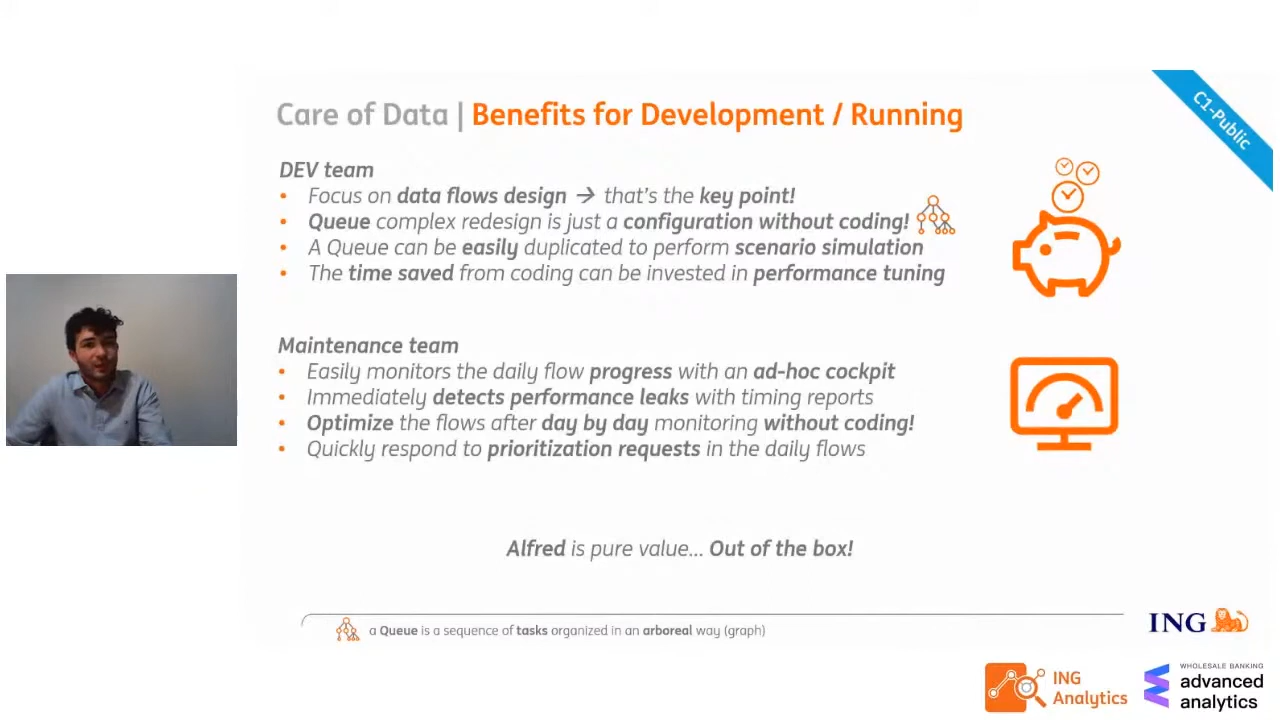 Care of Data | Benefits for Development / Running
C1-Public
DEV team
• Focus on data flows design → that's the key point!
• Queue complex redesign is just a configuration without coding!
• A Queue can be easily duplicated to perform scenario simulation
• The time saved from coding can be invested in performance tuning
Maintenance team
• Easily monitors the daily flow progress with an ad-hoc cockpit
• Immediately detects performance leaks with timing reports
• Optimize the flows after day by day monitoring without coding!
• Quickly respond to prioritization requests in the daily flows
Alfred is pure value... Out of the box!
a Queue is a sequence of tasks organized in an arboreal way (graph)
ING
ING
Analytics
WHOLESALE BANKING
advanced
analytics